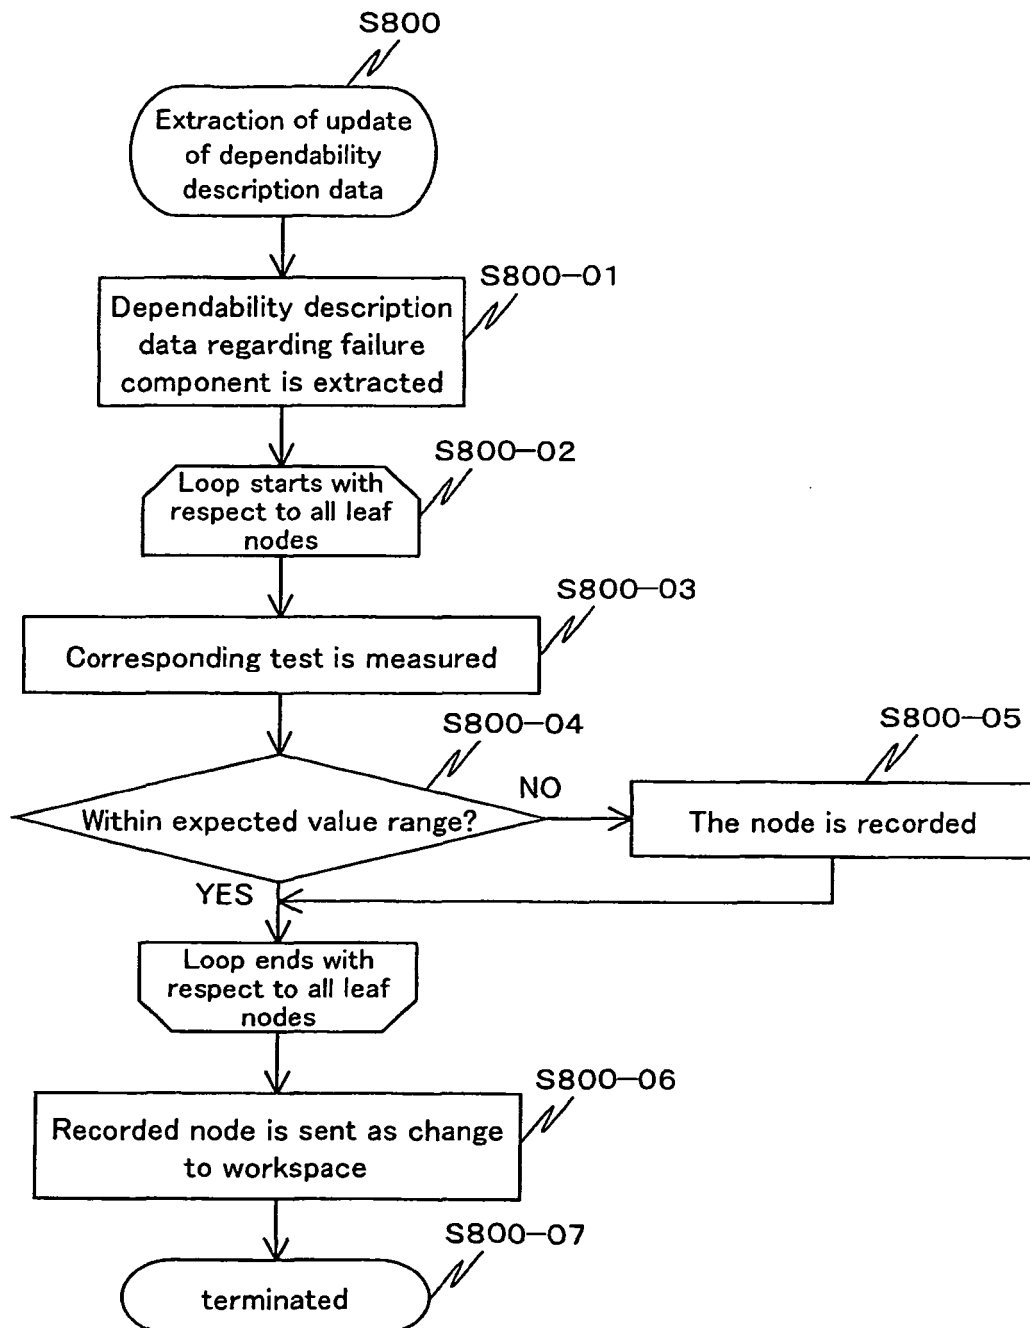 S800
Extraction of update
of dependability
description data
S800-01
Dependability description
data regarding failure
component is extracted
S800-02
Loop starts with
respect to all leaf
nodes
S800-03
Corresponding test is measured
S800-04
S800-05
Within expected value range?
NO
The node is recorded
YES
Loop ends with
respect to all leaf
nodes
S800-06
Recorded node is sent as change
to workspace
S800-07
terminated